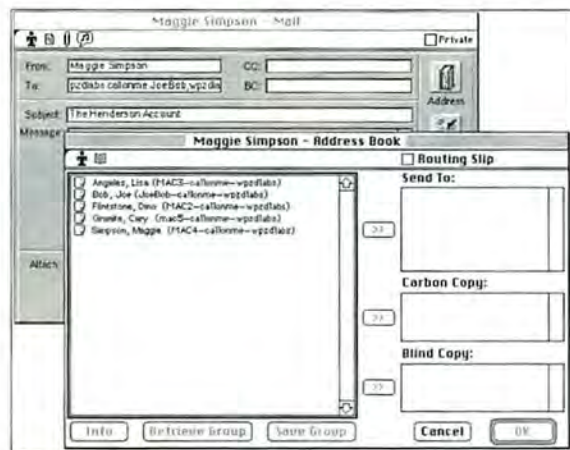 Maggie Simpson - Mail
Private
From: Maggie Simpson
CC:
To: pzdlabs.callonme.JoeBob,wpzdla
BC:
Address
Subject: The Henderson Account
Message:
Attach:
Maggie Simpson - Address Book
Routing Slip
Angeles, Lisa (MAC3-callonme-wpzdlabs)
Bob, Joe (JoeBob-callonme-wpzdlabs)
Flintstone, Dino (MAC2-callonme-wpzdlabs)
Granite, Cary (mac5-callonme-wpzdlabs)
Simpson, Maggie (MAC4-callonme-wpzdlabs)
Send To:
>>
Carbon Copy:
>>
Blind Copy:
>>
Info
Retrieve Group
Save Group
Cancel
OK